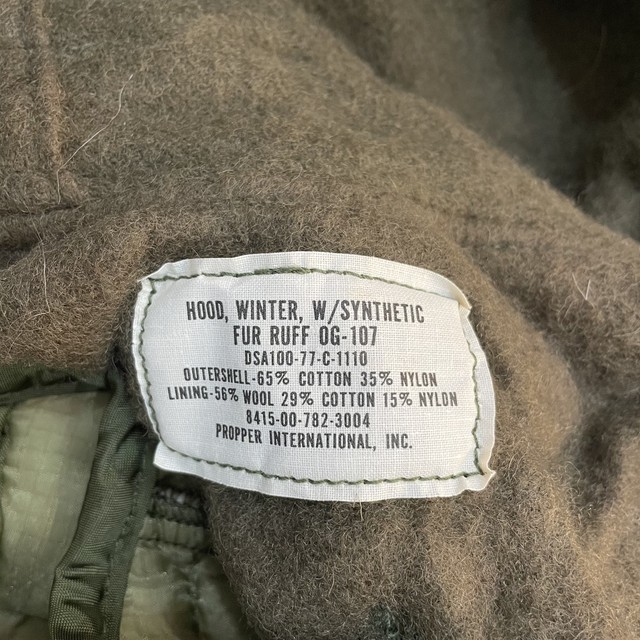 HOOD, WINTER, W/SYNTHETIC
FUR RUFF OG-107
DSA100-77-C-1110
OUTERSHELL-65% COTTON 35% NYLON
LINING-56% WOOL 29% COTTON 15% NYLON
8415-00-782-3004
PROPPER INTERNATIONAL, INC.